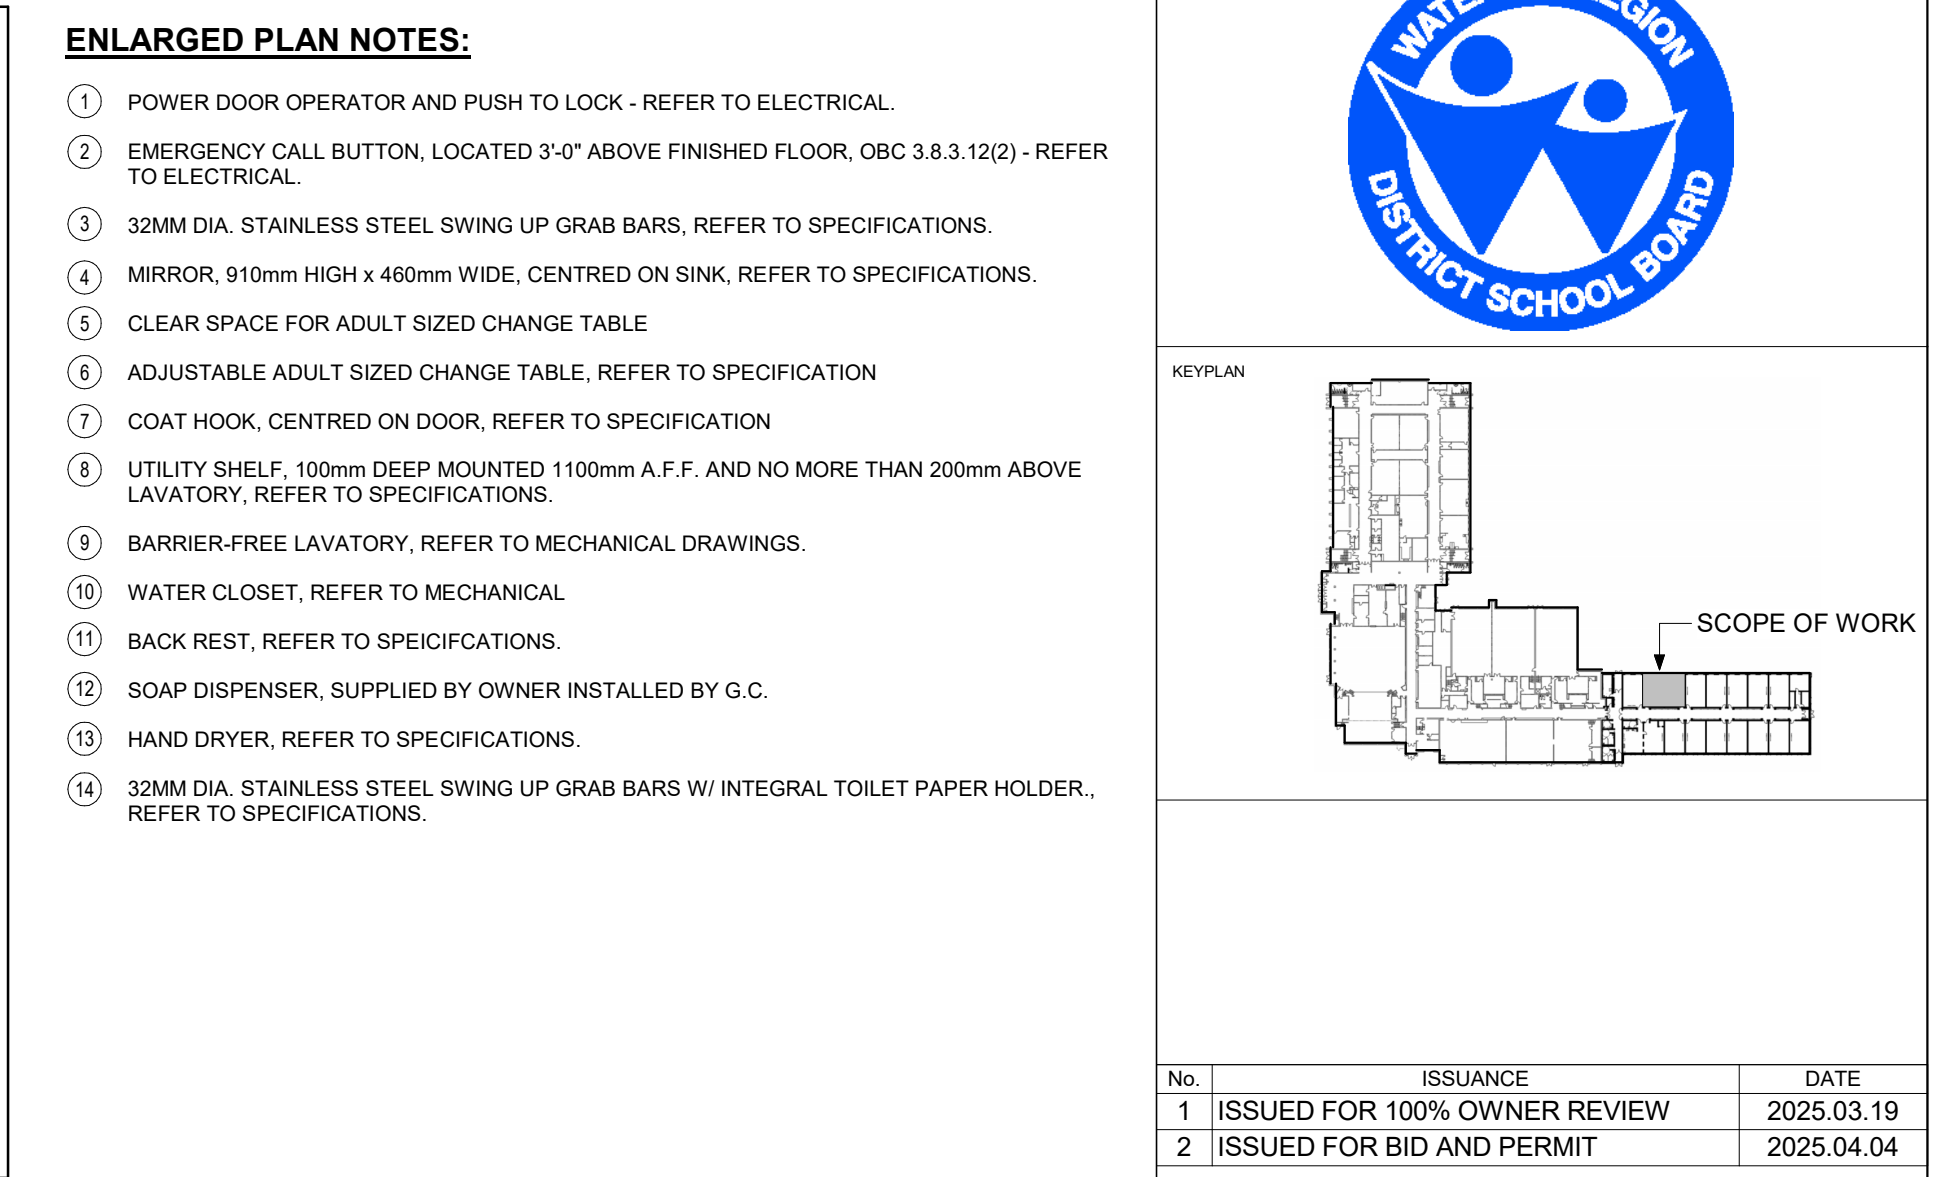 ENLARGED PLAN NOTES:
1 POWER DOOR OPERATOR AND PUSH TO LOCK - REFER TO ELECTRICAL.
2 EMERGENCY CALL BUTTON, LOCATED 3'-0" ABOVE FINISHED FLOOR, OBC 3.8.3.12(2) - REFER
TO ELECTRICAL.
3 32MM DIA. STAINLESS STEEL SWING UP GRAB BARS, REFER TO SPECIFICATIONS.
4 MIRROR, 910mm HIGH x 460mm WIDE, CENTRED ON SINK, REFER TO SPECIFICATIONS.
5 CLEAR SPACE FOR ADULT SIZED CHANGE TABLE
6 ADJUSTABLE ADULT SIZED CHANGE TABLE, REFER TO SPECIFICATION
7 COAT HOOK, CENTRED ON DOOR, REFER TO SPECIFICATION
8 UTILITY SHELF, 100mm DEEP MOUNTED 1100mm A.F.F. AND NO MORE THAN 200mm ABOVE
LAVATORY, REFER TO SPECIFICATIONS.
9 BARRIER-FREE LAVATORY, REFER TO MECHANICAL DRAWINGS.
10 WATER CLOSET, REFER TO MECHANICAL
11 BACK REST, REFER TO SPEICIFCATIONS.
12 SOAP DISPENSER, SUPPLIED BY OWNER INSTALLED BY G.C.
13 HAND DRYER, REFER TO SPECIFICATIONS.
14 32MM DIA. STAINLESS STEEL SWING UP GRAB BARS W/ INTEGRAL TOILET PAPER HOLDER.,
REFER TO SPECIFICATIONS.
DISTRICT SCHOOL BOARD
KEYPLAN
SCOPE OF WORK
No. ISSUANCE DATE
1 ISSUED FOR 100% OWNER REVIEW 2025.03.19
2 ISSUED FOR BID AND PERMIT 2025.04.04